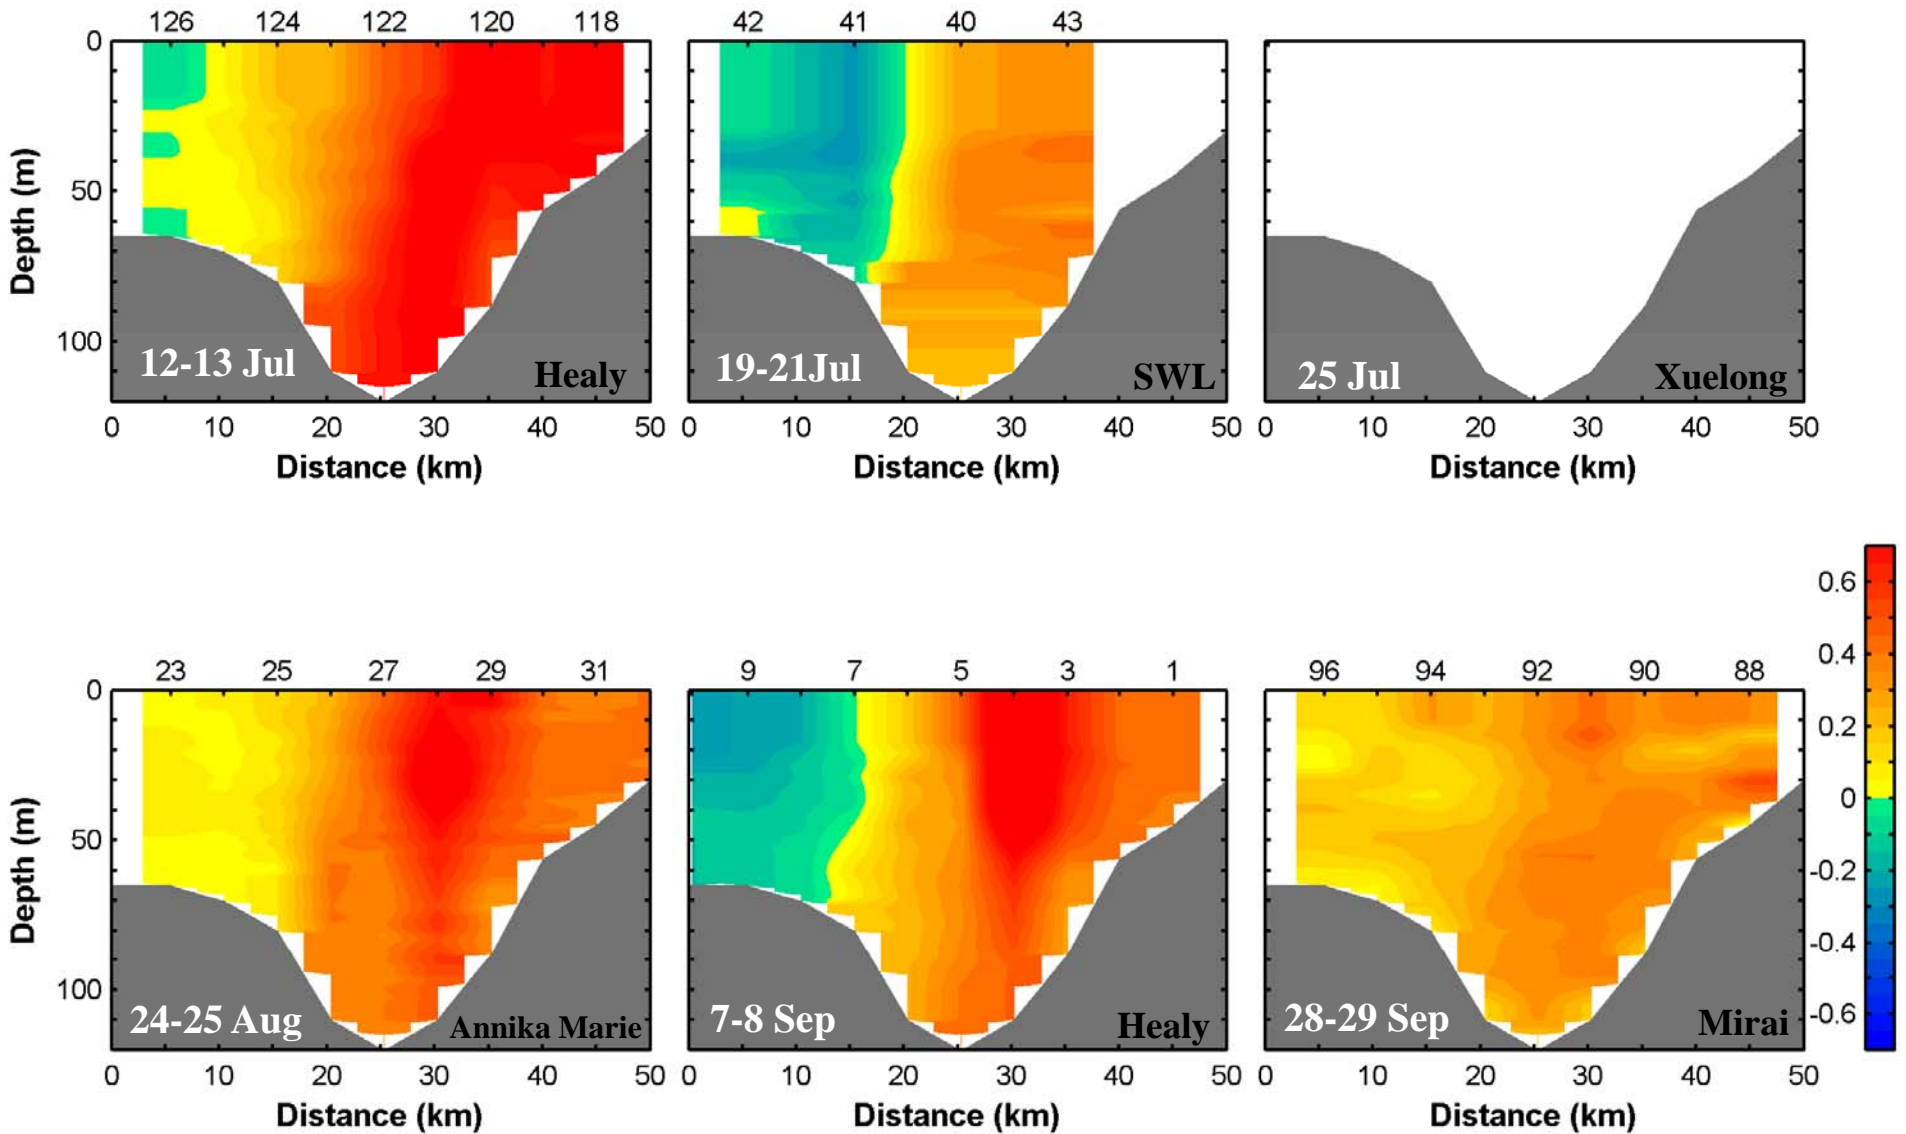 126 124 122 120 118
42 41 40 43
0
50
100
Depth (m)
12-13 Jul
Healy
19-21Jul
SWL
25 Jul
Xuelong
0 10 20 30 40 50
0 10 20 30 40 50
0 10 20 30 40 50
Distance (km)
Distance (km)
Distance (km)
23 25 27 29 31
9 7 5 3 1
96 94 92 90 88
0
50
100
Depth (m)
24-25 Aug
Annika Marie
7-8 Sep
Healy
28-29 Sep
Mirai
0 10 20 30 40 50
0 10 20 30 40 50
0 10 20 30 40 50
Distance (km)
Distance (km)
Distance (km)
0.6
0.4
0.2
0
-0.2
-0.4
-0.6